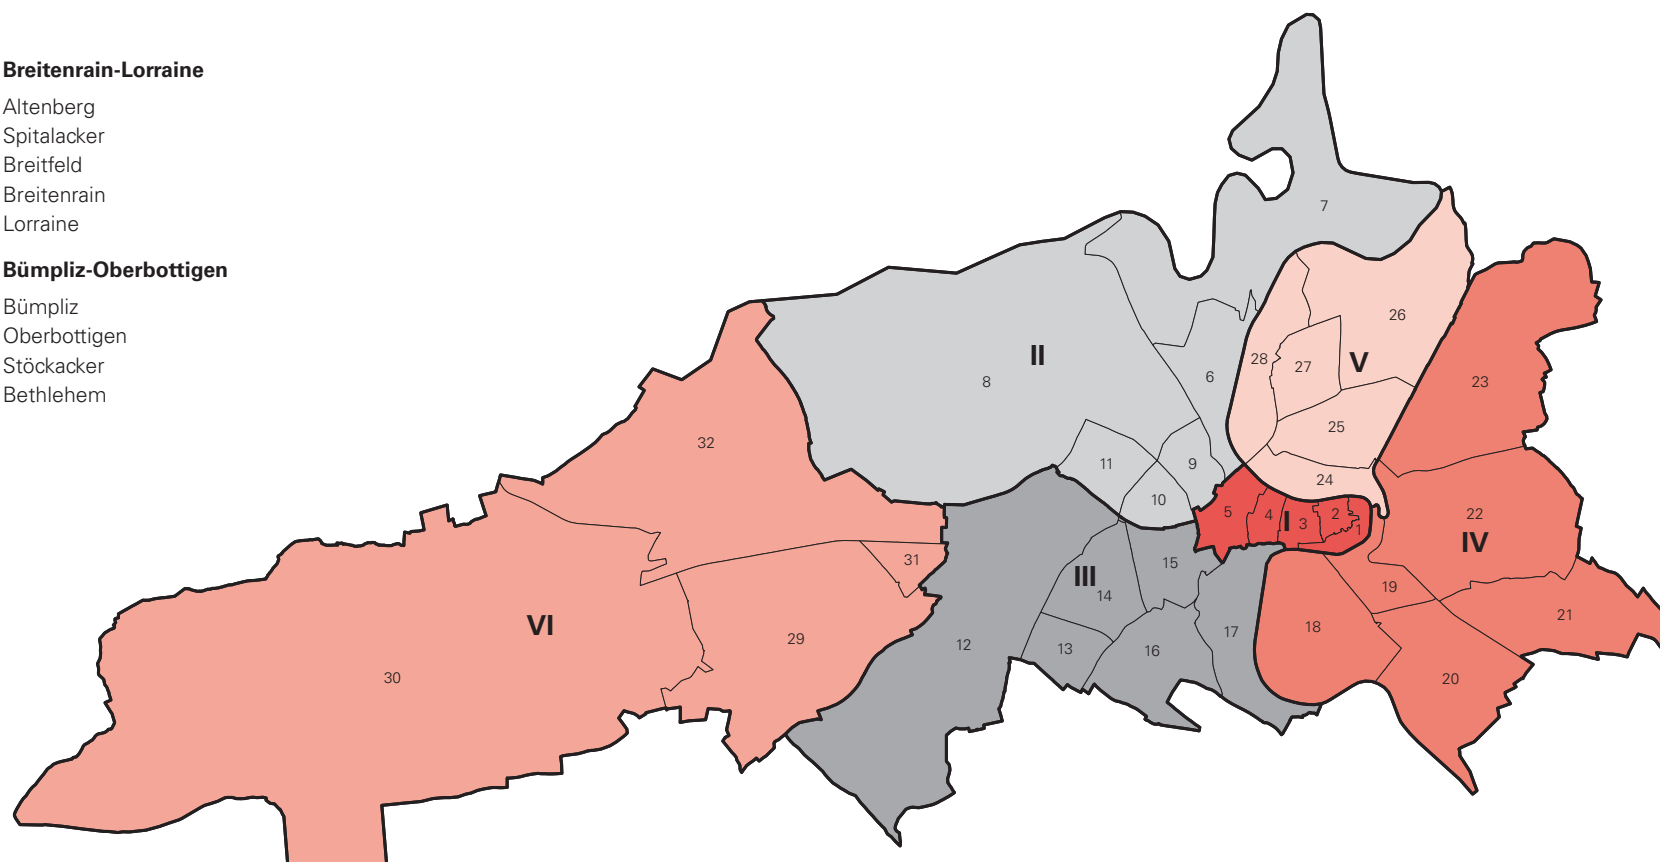 Breitenrain-Lorraine
Altenberg
Spitalacker
Breitfeld
Breitenrain
Lorraine
Bümpliz-Oberbottigen
Bümpliz
Oberbottigen
Stöckacker
Bethlehem
7
26
II
28
27
V
8
6
23
25
32
11
9
24
10
5
4
I
3
2
1
22
IV
31
15
III
14
19
VI
29
12
13
16
17
18
21
30
20